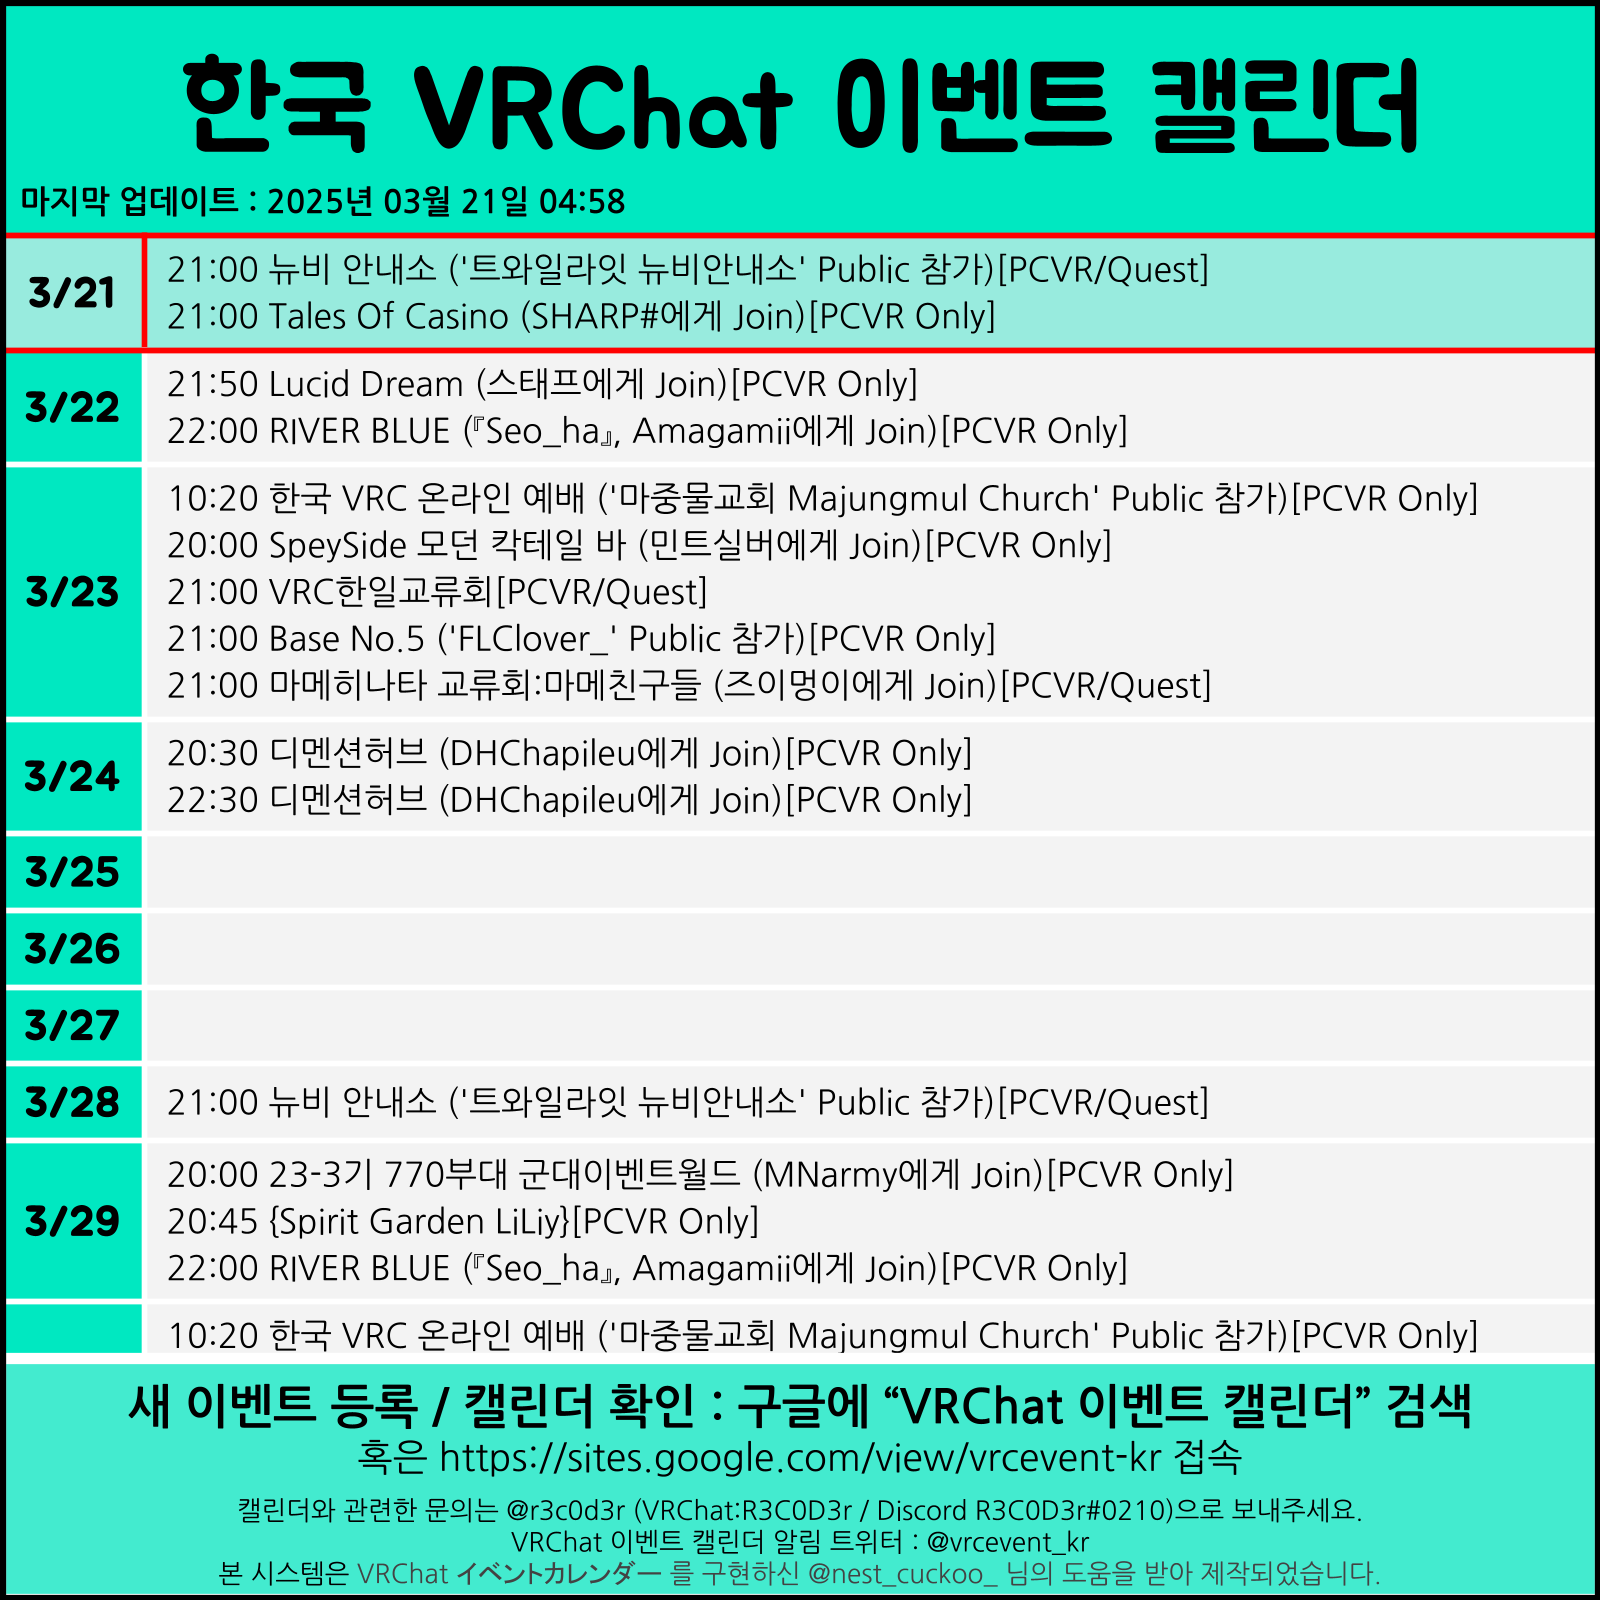 한국 VRChat 이벤트 캘린더
마지막 업데이트 : 2025년 03월 21일 04:58
3/21
21:00 뉴비 안내소 ('트와일라잇 뉴비안내소' Public 참가)[PCVR/Quest]
21:00 Tales Of Casino (SHARP#에게 Join)[PCVR Only]
3/22
21:50 Lucid Dream (스태프에게 Join)[PCVR Only]
22:00 RIVER BLUE (『Seo_ha』, Amagamii에게 Join)[PCVR Only]
3/23
10:20 한국 VRC 온라인 예배 ('마중물교회 Majungmul Church' Public 참가)[PCVR Only]
20:00 SpeySide 모던 칵테일 바 (민트실버에게 Join)[PCVR Only]
21:00 VRC한일교류회[PCVR/Quest]
21:00 Base No.5 ('FLClover_' Public 참가)[PCVR Only]
21:00 마메히나타 교류회:마메친구들 (즈이멍이에게 Join)[PCVR/Quest]
3/24
20:30 디멘션허브 (DHChapileu에게 Join)[PCVR Only]
22:30 디멘션허브 (DHChapileu에게 Join)[PCVR Only]
3/25
3/26
3/27
3/28
21:00 뉴비 안내소 ('트와일라잇 뉴비안내소' Public 참가)[PCVR/Quest]
3/29
20:00 23-3기 770부대 군대이벤트월드 (MNarmy에게 Join)[PCVR Only]
20:45 {Spirit Garden LiLiy}[PCVR Only]
22:00 RIVER BLUE (『Seo_ha』, Amagamii에게 Join)[PCVR Only]
10:20 한국 VRC 온라인 예배 ('마중물교회 Majungmul Church' Public 참가)[PCVR Only]
새 이벤트 등록 / 캘린더 확인 : 구글에 “VRChat 이벤트 캘린더” 검색
혹은 https://sites.google.com/view/vrcevent-kr 접속
캘린더와 관련한 문의는 @r3c0d3r (VRChat:R3C0D3r / Discord R3C0D3r#0210)으로 보내주세요.
VRChat 이벤트 캘린더 알림 트위터 : @vrcevent_kr
본 시스템은 VRChat イベントカレンダー 를 구현하신 @nest_cuckoo_ 님의 도움을 받아 제작되었습니다.